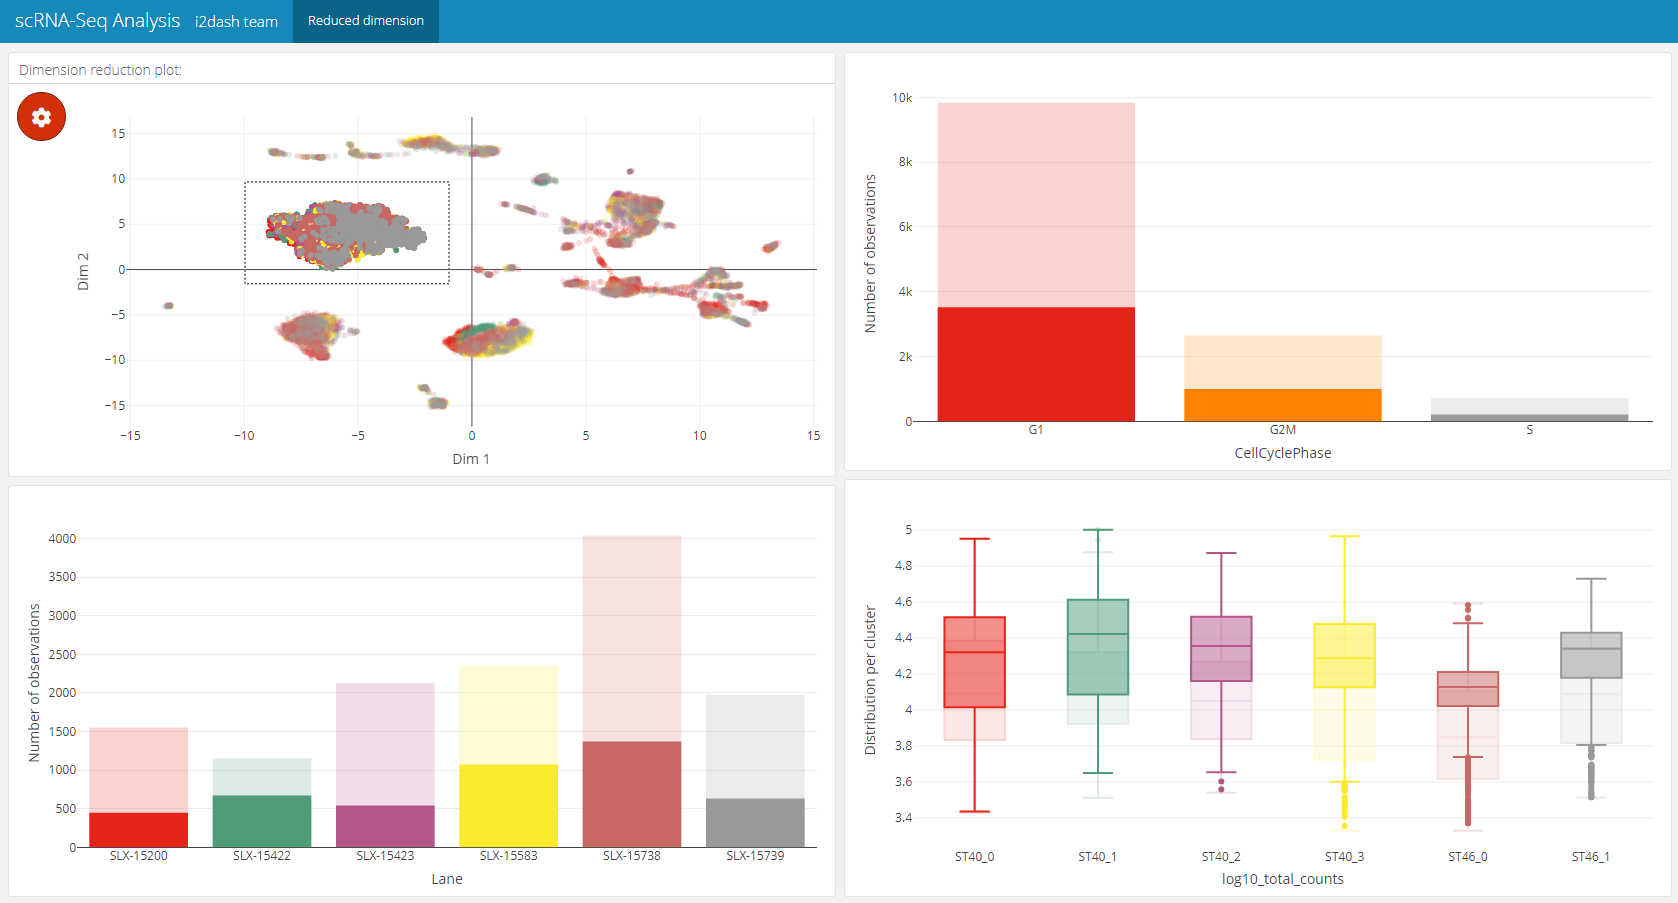 scRNA-Seq Analysis i2dash team Reduced dimension
Dimension reduction plot:
15
10
5
0
−5
−10
−15
Dim 2
−15 −10 −5 0 5 10 15
Dim 1
10k
8k
6k
4k
2k
0
Number of observations
G1 G2M S
CellCyclePhase
4000
3500
3000
2500
2000
1500
1000
500
0
Number of observations
SLX-15200 SLX-15422 SLX-15423 SLX-15583 SLX-15738 SLX-15739
Lane
5
4.8
4.6
4.4
4.2
4
3.8
3.6
3.4
Distribution per cluster
ST40_0 ST40_1 ST40_2 ST40_3 ST46_0 ST46_1
log10_total_counts